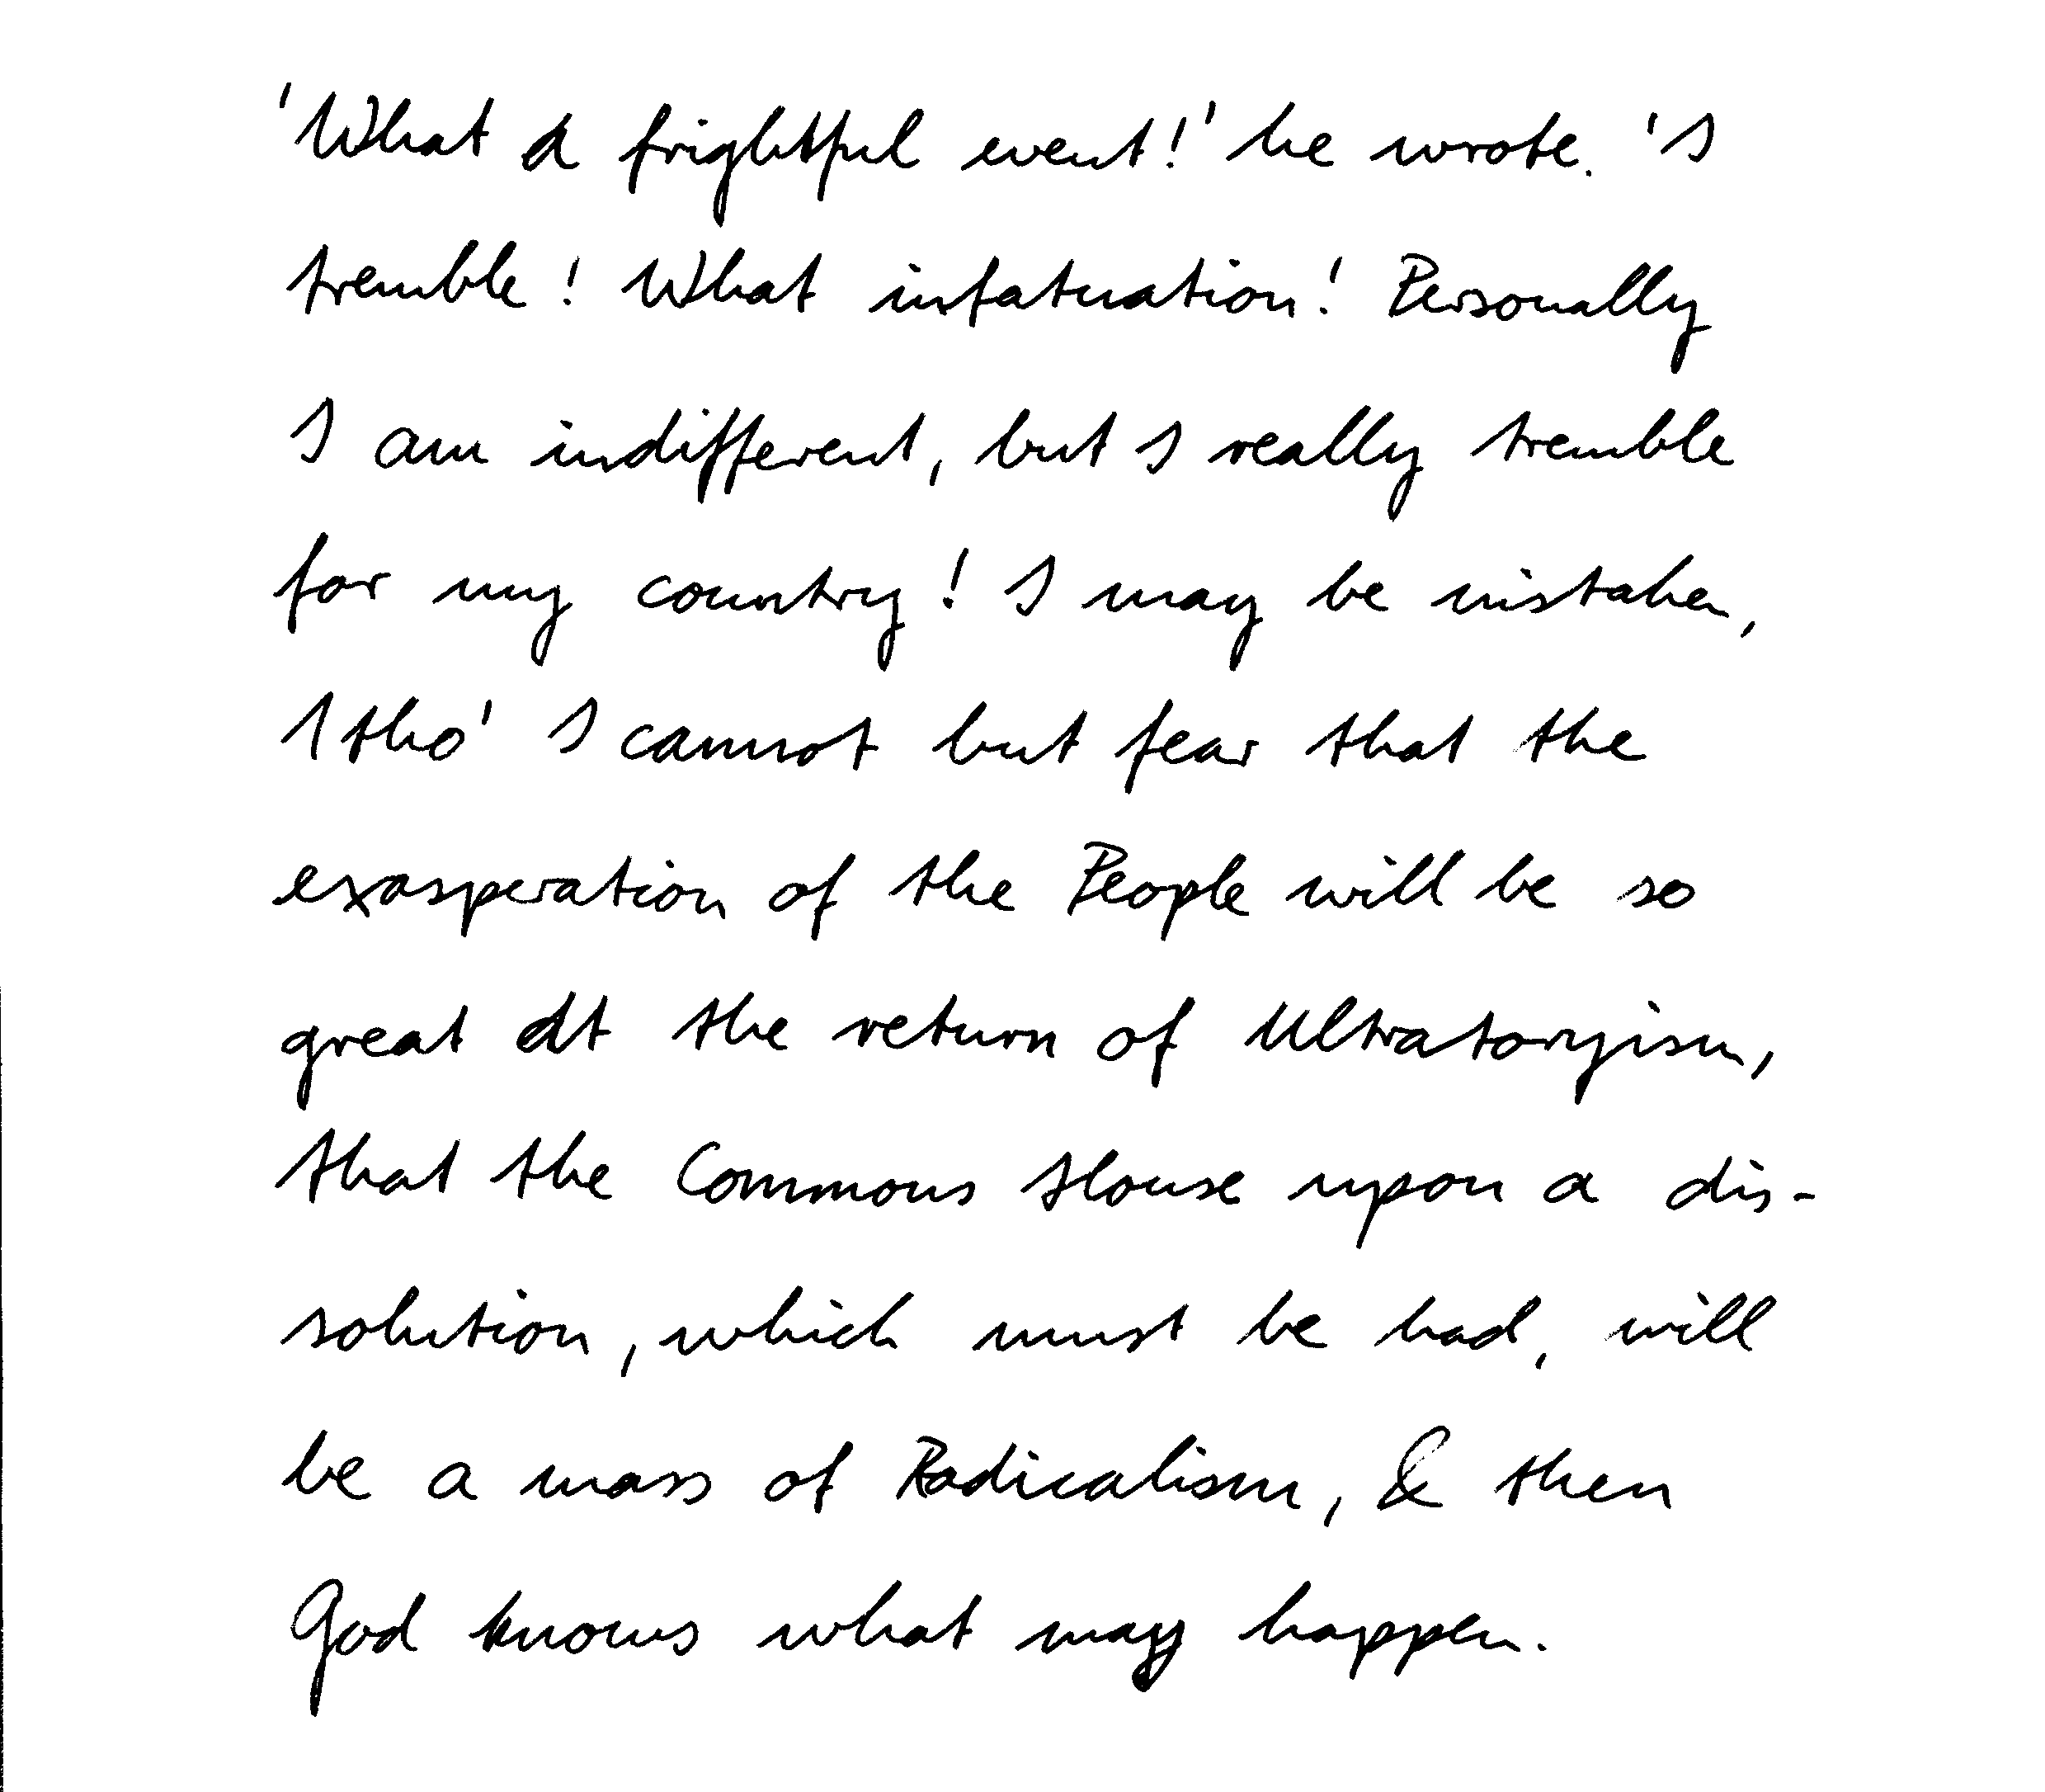 'What a frightful event!' he wrote. 'I
tremble! What infatuation! Personally
I am indifferent, but I really tremble
for my country! I may be mistaken,
tho' I cannot but fear that the
exasperation of the People will be so
great at the return of Ultratoryism,
that the Commons House upon a dis-
solution, which must be had, will
be a mass of Radicalism, & then
God knows what may happen.